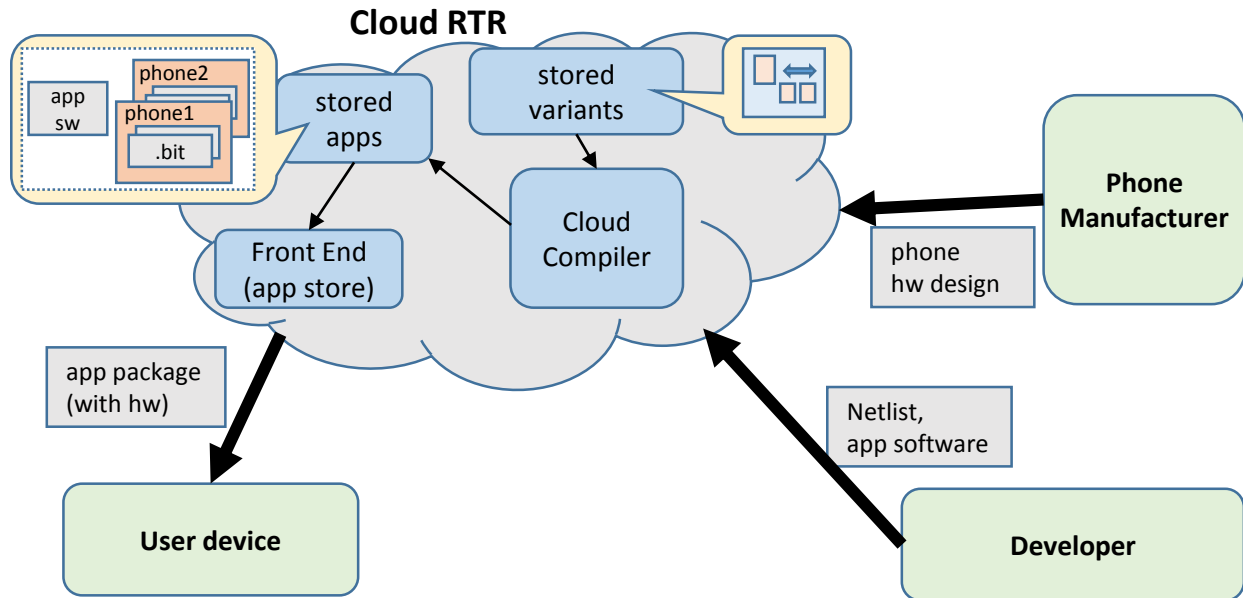 Cloud RTR
phone2
app
sw
phone1
.bit
stored
apps
stored
variants
Cloud
Compiler
Front End
(app store)
Phone
Manufacturer
phone
hw design
app package
(with hw)
Netlist,
app software
User device
Developer